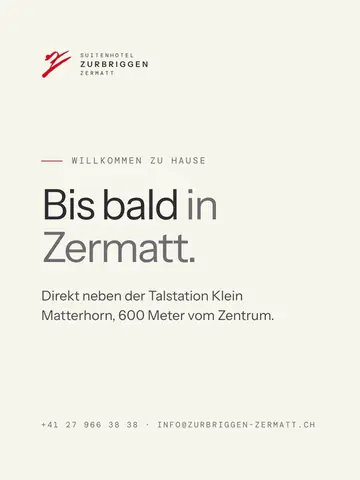 SUITENHOTEL
ZURBRIGGEN
ZERMATT
WILLKOMMEN ZU HAUSE
Bis bald in
Zermatt.
Direkt neben der Talstation Klein
Matterhorn, 600 Meter vom Zentrum.
+41 27 966 38 38 · INFO@ZURBRIGGEN-ZERMATT.CH